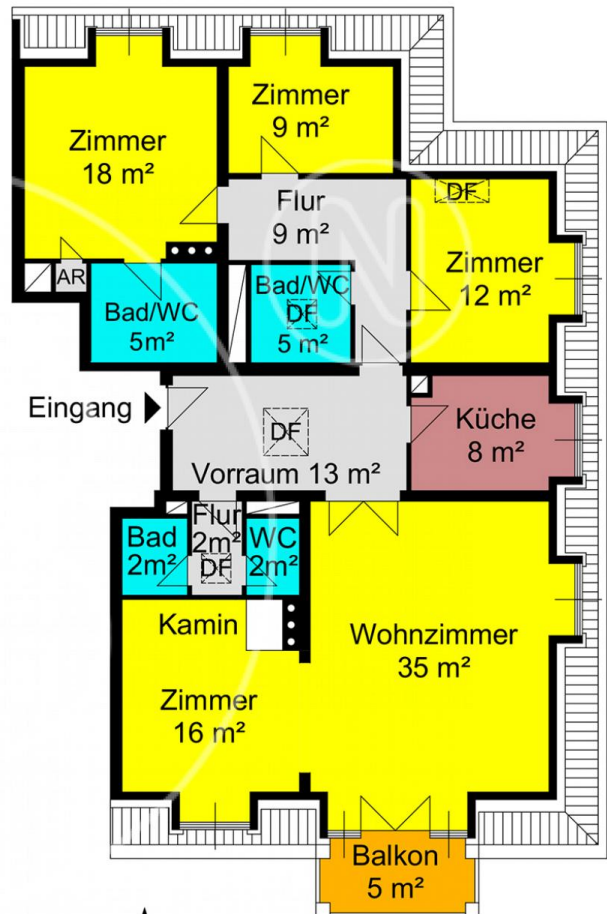 Zimmer
9 m²
Zimmer
18 m²
Flur
9 m²
DF
Zimmer
12 m²
AR
Bad/WC
5m²
Bad/WC
DF
5 m²
Eingang
DF
Vorraum 13 m²
Küche
8 m²
Bad
2m²
Flur
2m²
DF
WC
2m²
Kamin
Zimmer
16 m²
Wohnzimmer
35 m²
Balkon
5 m²
N